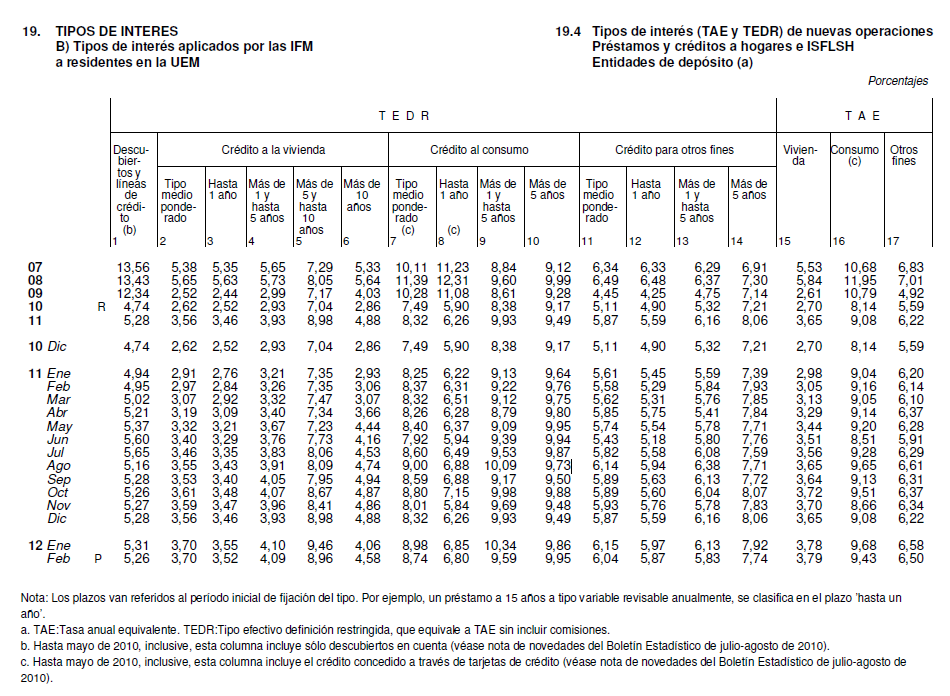 19. TIPOS DE INTERES
B) Tipos de interés aplicados por las IFM
a residentes en la UEM
19.4 Tipos de interés (TAE y TEDR) de nuevas operaciones
Préstamos y créditos a hogares e ISFLSH
Entidades de depósito (a)
Porcentajes
T E D R T A E
Descubiertos y líneas de crédito (b) Crédito a la vivienda Crédito al consumo Crédito para otros fines Vivienda Consumo (c) Otros fines
Tipo medio ponderado Hasta 1 año Más de 1 y hasta 5 años Más de 5 y hasta 10 años Más de 10 años Tipo medio ponderado (c) Hasta 1 año (c) Más de 1 y hasta 5 años Más de 5 años Tipo medio ponderado Hasta 1 año Más de 1 y hasta 5 años Más de 5 años
1 2 3 4 5 6 7 8 9 10 11 12 13 14 15 16 17
07 13,56 5,38 5,35 5,65 7,29 5,33 10,11 11,23 8,84 9,12 6,34 6,33 6,29 6,91 5,53 10,68 6,83
08 13,43 5,65 5,63 5,73 8,05 5,64 11,39 12,31 9,60 9,99 6,49 6,48 6,37 7,30 5,84 11,95 7,01
09 12,34 2,52 2,44 2,99 7,17 4,03 10,28 11,08 8,61 9,28 4,45 4,25 4,75 7,14 2,61 10,79 4,92
10 R 4,74 2,62 2,52 2,93 7,04 2,86 7,49 5,90 8,38 9,17 5,11 4,90 5,32 7,21 2,70 8,14 5,59
11 5,28 3,56 3,46 3,93 8,98 4,88 8,32 6,26 9,93 9,49 5,87 5,59 6,16 8,06 3,65 9,08 6,22
10 Dic 4,74 2,62 2,52 2,93 7,04 2,86 7,49 5,90 8,38 9,17 5,11 4,90 5,32 7,21 2,70 8,14 5,59
11 Ene 4,94 2,91 2,76 3,21 7,35 2,93 8,25 6,22 9,13 9,64 5,61 5,45 5,59 7,39 2,98 9,04 6,20
Feb 4,95 2,97 2,84 3,26 7,35 3,06 8,37 6,31 9,22 9,76 5,58 5,29 5,84 7,93 3,05 9,16 6,14
Mar 5,02 3,07 2,92 3,32 7,47 3,07 8,32 6,51 9,12 9,75 5,62 5,31 5,76 7,85 3,13 9,05 6,10
Abr 5,21 3,19 3,09 3,40 7,34 3,66 8,26 6,28 8,79 9,80 5,85 5,75 5,41 7,84 3,29 9,14 6,37
May 5,37 3,32 3,21 3,67 7,23 4,44 8,40 6,37 9,09 9,95 5,74 5,54 5,78 7,71 3,44 9,20 6,28
Jun 5,60 3,40 3,29 3,76 7,73 4,16 7,92 5,94 9,39 9,94 5,43 5,18 5,80 7,76 3,51 8,51 5,91
Jul 5,65 3,46 3,35 3,83 8,06 4,53 8,60 6,49 9,53 9,87 5,82 5,58 6,08 7,59 3,56 9,28 6,29
Ago 5,16 3,55 3,43 3,91 8,09 4,74 9,00 6,88 10,09 9,73 6,14 5,94 6,38 7,71 3,65 9,65 6,61
Sep 5,28 3,53 3,40 4,05 7,95 4,94 8,59 6,88 9,17 9,50 5,89 5,63 6,13 7,72 3,64 9,13 6,31
Oct 5,26 3,61 3,48 4,07 8,67 4,87 8,80 7,15 9,98 9,88 5,89 5,60 6,04 8,07 3,72 9,51 6,37
Nov 5,27 3,59 3,47 3,96 8,41 4,86 8,01 5,84 9,69 9,48 5,93 5,76 5,78 7,83 3,70 8,66 6,34
Dic 5,28 3,56 3,46 3,93 8,98 4,88 8,32 6,26 9,93 9,49 5,87 5,59 6,16 8,06 3,65 9,08 6,22
12 Ene 5,31 3,70 3,55 4,10 9,46 4,06 8,98 6,85 10,34 9,86 6,15 5,97 6,13 7,92 3,78 9,68 6,58
Feb P 5,26 3,70 3,52 4,09 8,96 4,58 8,74 6,80 9,59 9,95 6,04 5,87 5,83 7,74 3,79 9,43 6,50
Nota: Los plazos van referidos al período inicial de fijación del tipo. Por ejemplo, un préstamo a 15 años a tipo variable revisable anualmente, se clasifica en el plazo 'hasta un
año'.
a. TAE:Tasa anual equivalente. TEDR:Tipo efectivo definición restringida, que equivale a TAE sin incluir comisiones.
b. Hasta mayo de 2010, inclusive, esta columna incluye sólo descubiertos en cuenta (véase nota de novedades del Boletín Estadístico de julio-agosto de 2010).
c. Hasta mayo de 2010, inclusive, esta columna incluye el crédito concedido a través de tarjetas de crédito (véase nota de novedades del Boletín Estadístico de julio-agosto de
2010).